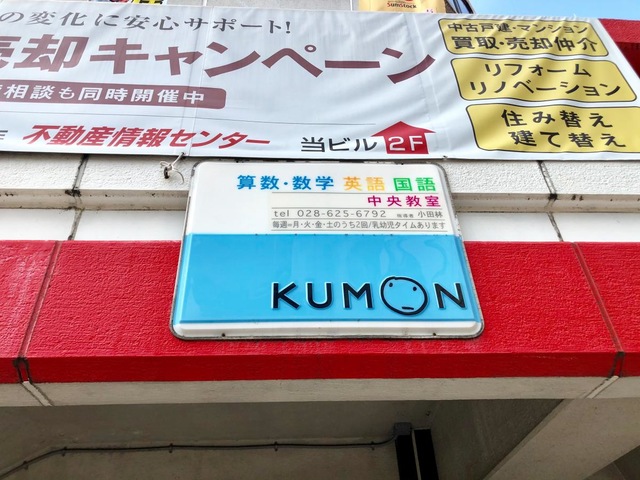 の変化に安心サポート!
売却キャンペーン
相談も同時開催中
不動産情報センター
当ビル 2F
中古戸建・マンション
買取・売却仲介
リフォーム
リノベーション
住み替え
建て替え
算数・数学 英語 国語
中央教室
tel 028-625-6792 指導者 小田林
毎週=月・火・金・土のうち2回/乳幼児タイムあります
KUMON